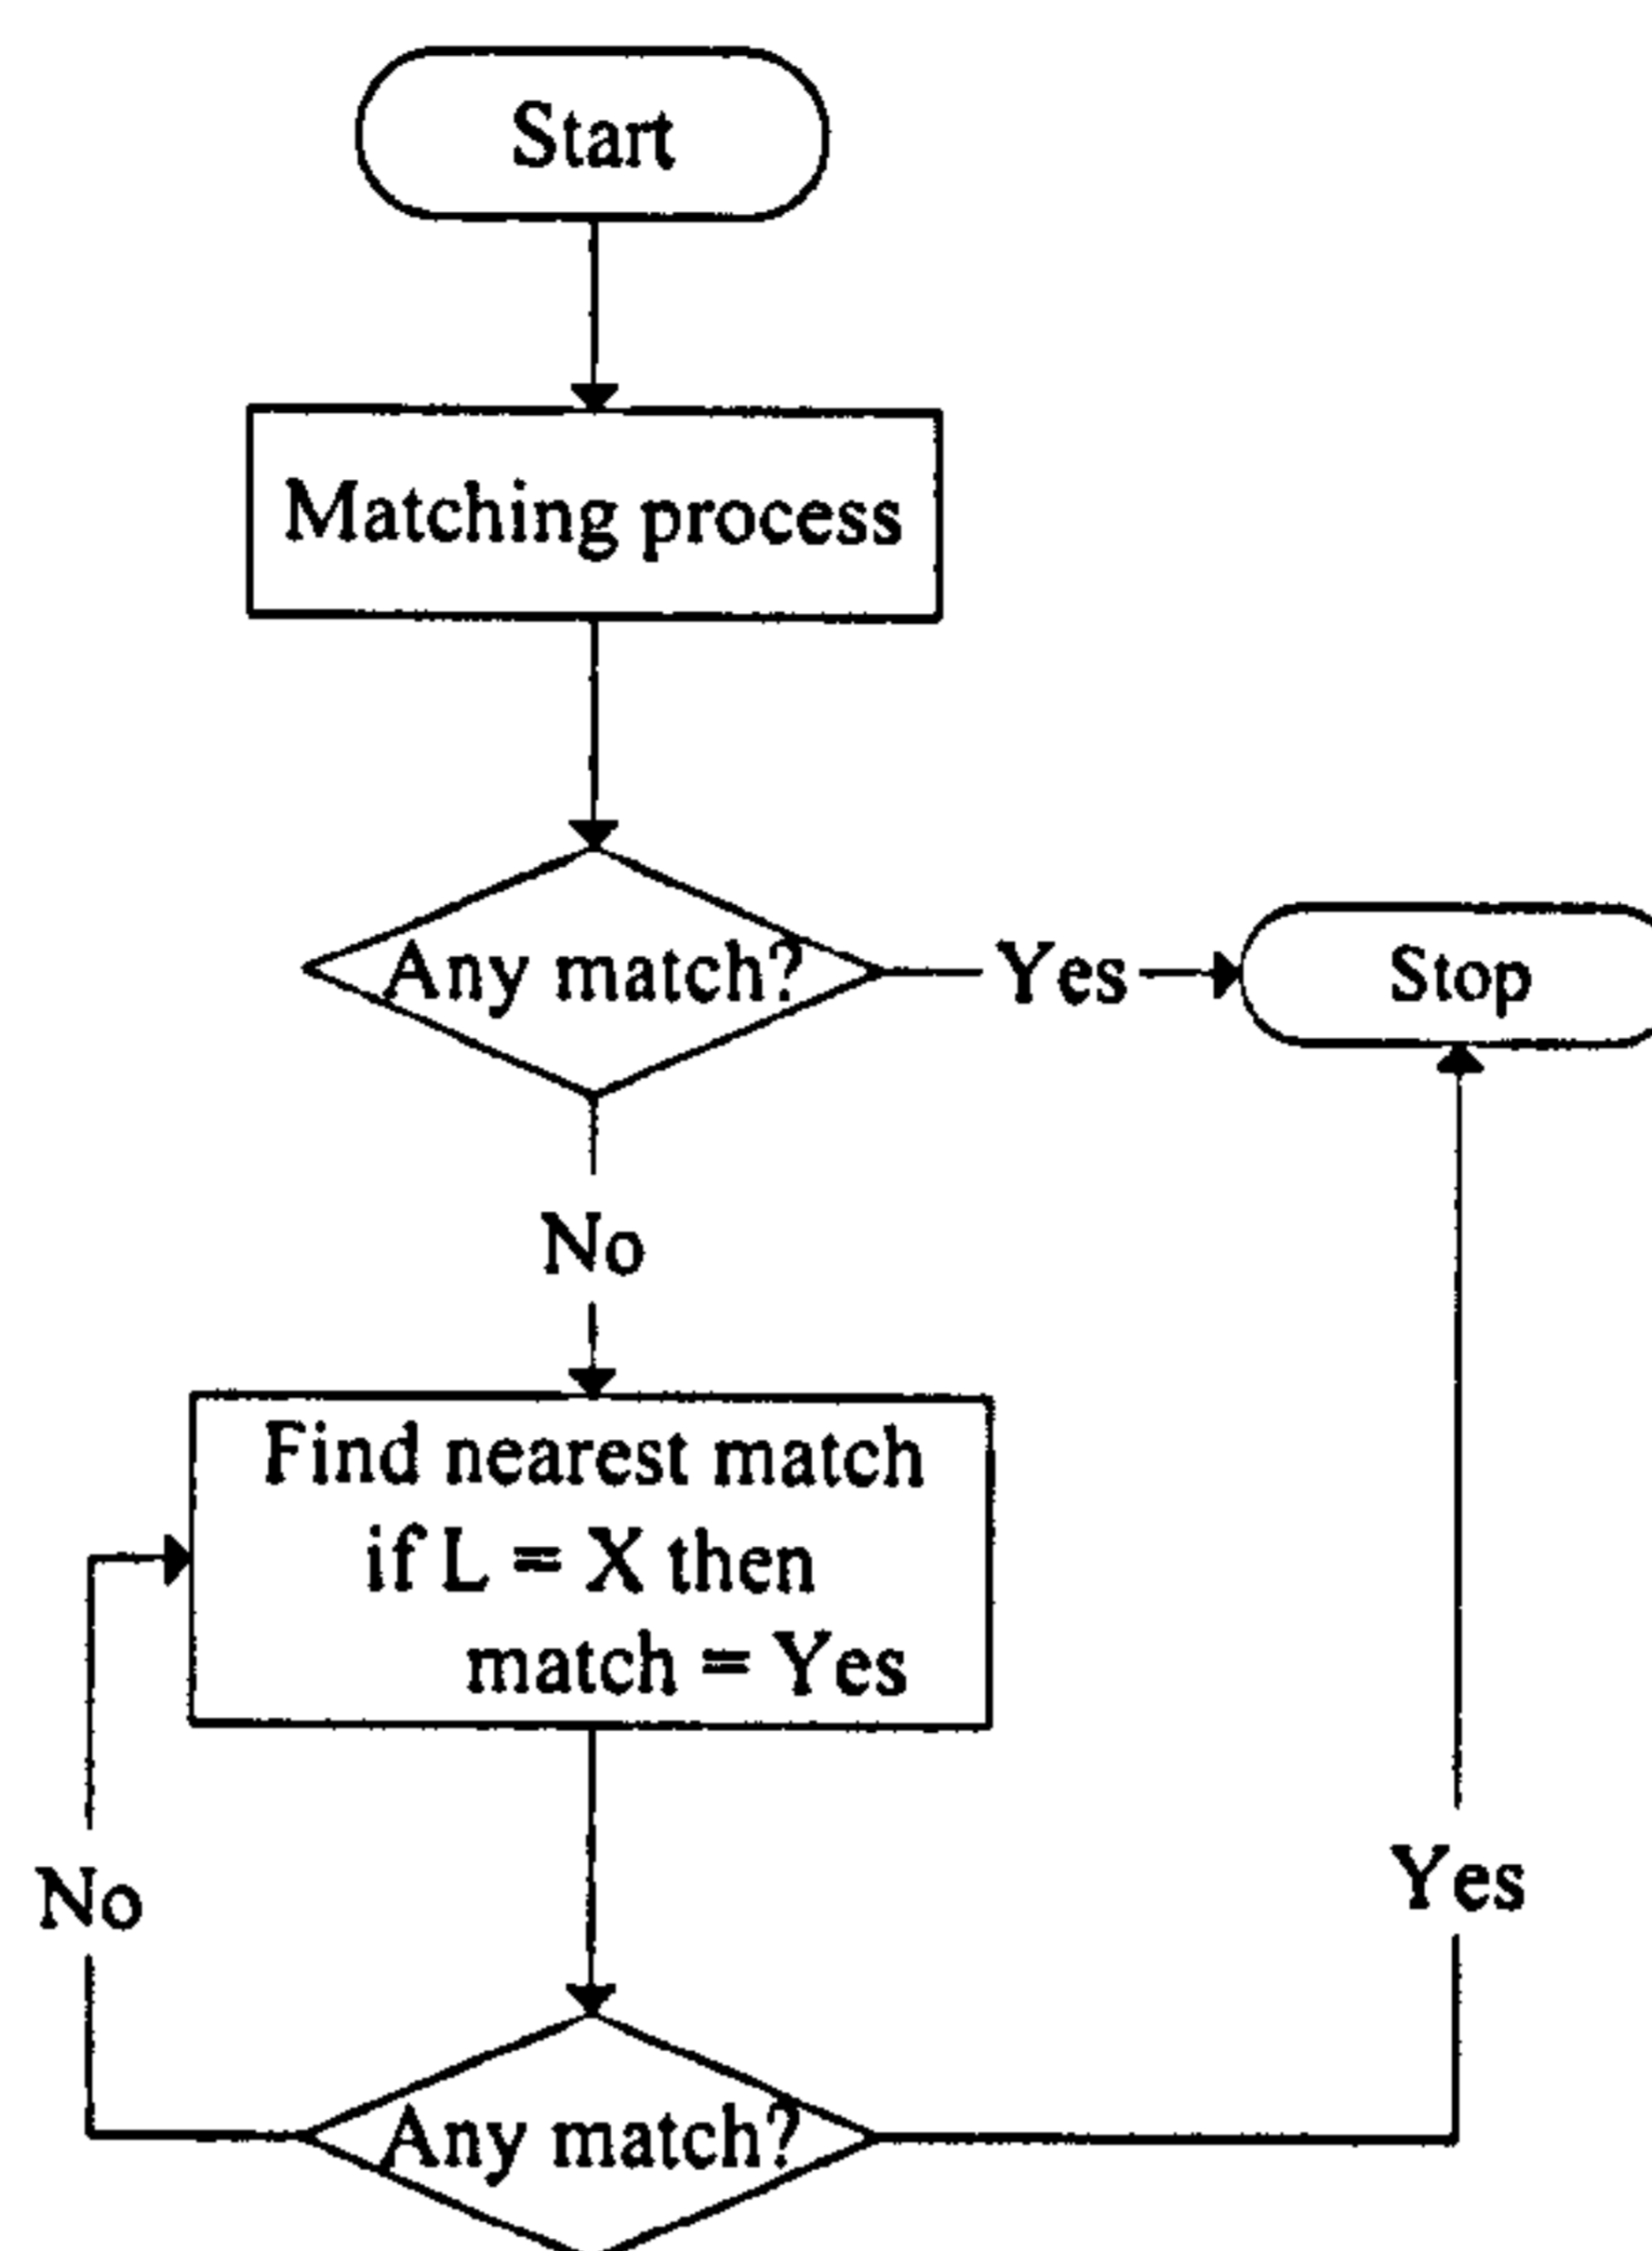 Start
Matching process
Any match?
Yes
Stop
No
Find nearest match
if L = X then
match = Yes
No
Yes
Any match?